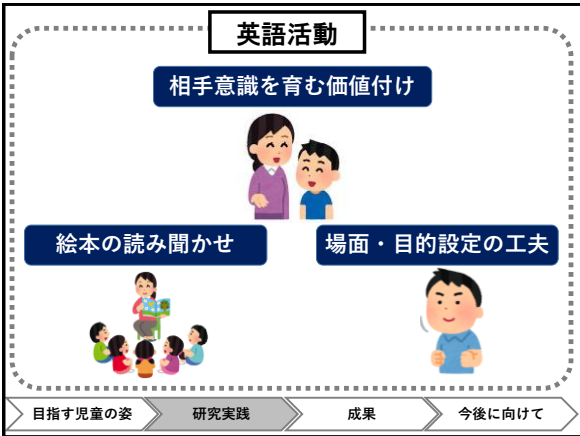 英語活動
相手意識を育む価値付け
絵本の読み聞かせ
場面・目的設定の工夫
目指す児童の姿
研究実践
成果
今後に向けて